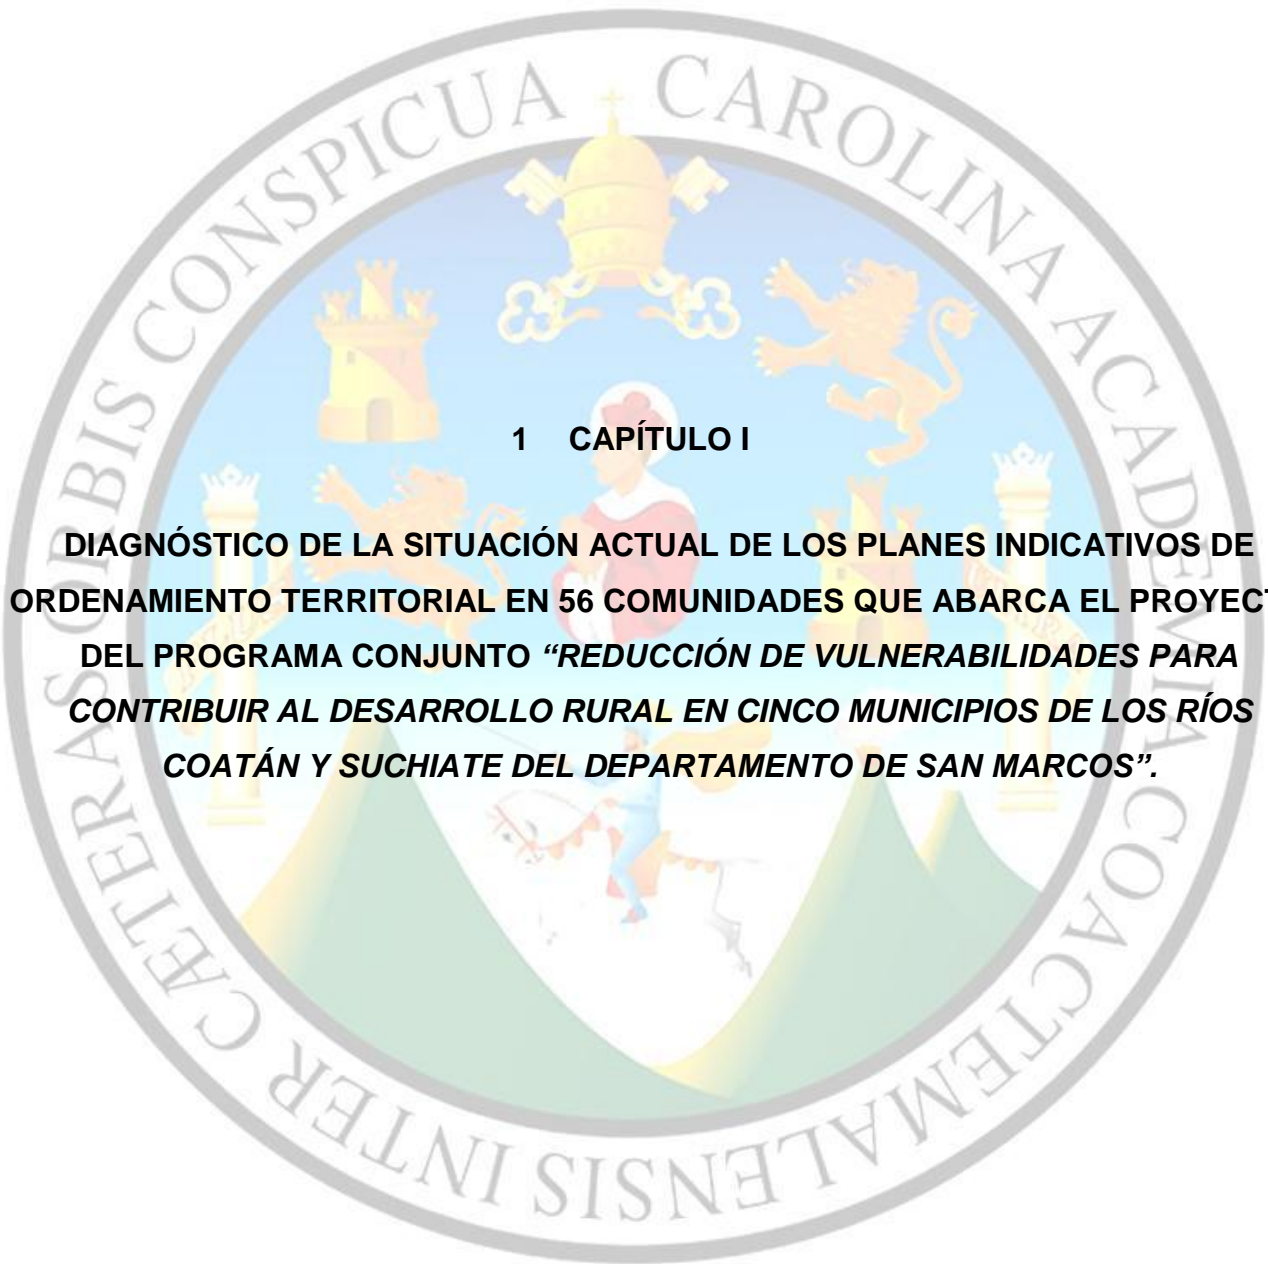 CAROLINA ACADEMIA COACTEMALENSIS INTER CÆTERAS ORBIS CONSPICUA
1 CAPÍTULO I
DIAGNÓSTICO DE LA SITUACIÓN ACTUAL DE LOS PLANES INDICATIVOS DE
ORDENAMIENTO TERRITORIAL EN 56 COMUNIDADES QUE ABARCA EL PROYECT
DEL PROGRAMA CONJUNTO “REDUCCIÓN DE VULNERABILIDADES PARA
CONTRIBUIR AL DESARROLLO RURAL EN CINCO MUNICIPIOS DE LOS RÍOS
COATÁN Y SUCHIATE DEL DEPARTAMENTO DE SAN MARCOS”.